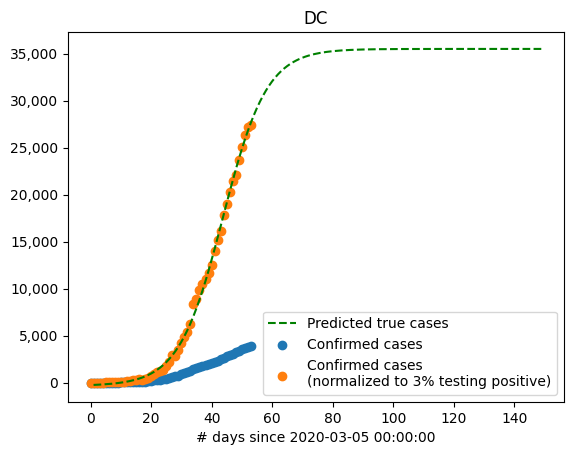 DC
35,000
30,000
25,000
20,000
15,000
10,000
5,000
0
Predicted true cases
Confirmed cases
Confirmed cases
(normalized to 3% testing positive)
0 20 40 60 80 100 120 140
# days since 2020-03-05 00:00:00